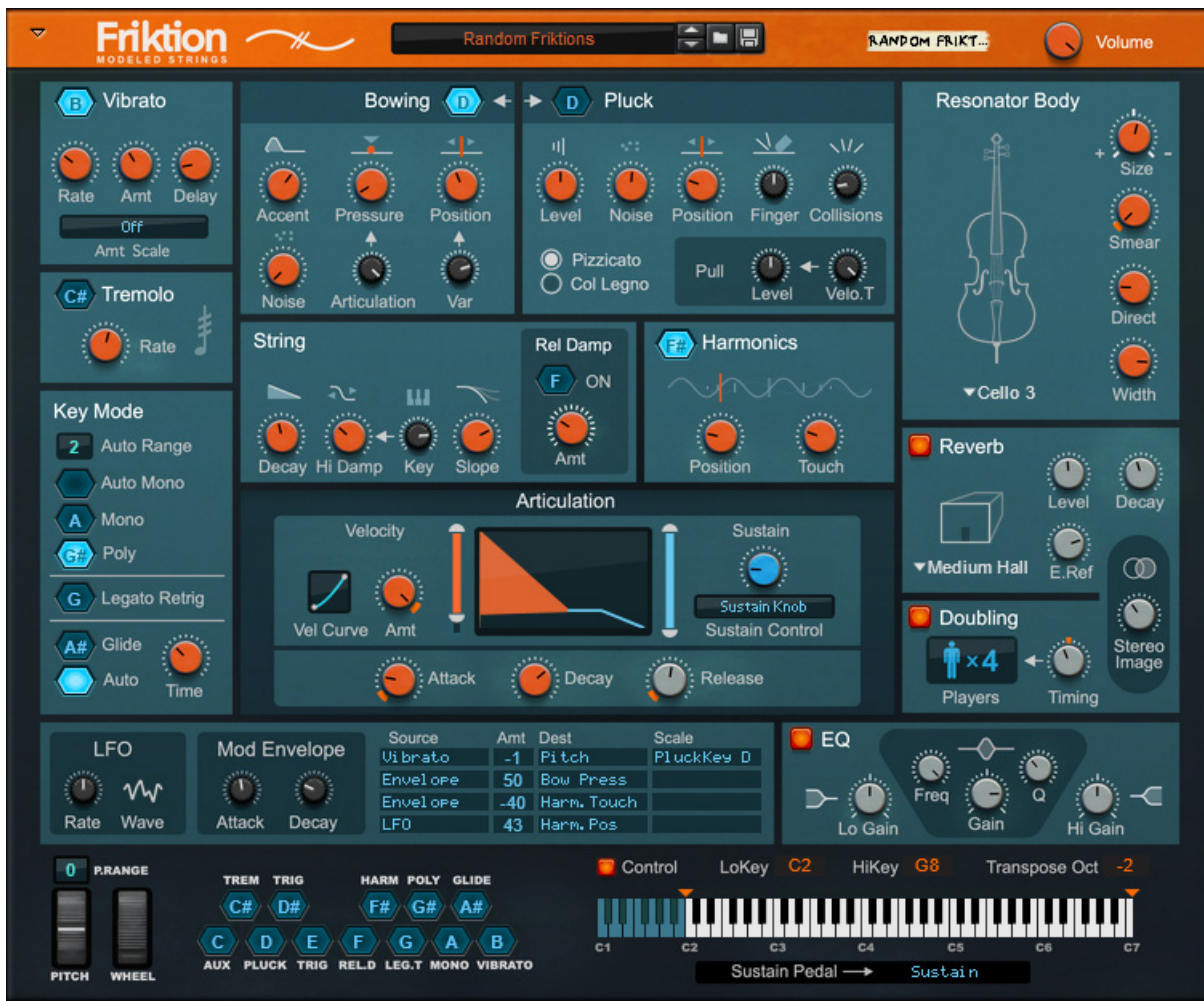 Friktion
MODELED STRINGS
Random Friktions
RANDOM FRIKT...
Volume
B Vibrato
Rate Amt Delay
Off
Amt Scale
C# Tremolo
Rate
Key Mode
2 Auto Range
Auto Mono
A Mono
G# Poly
G Legato Retrig
A# Glide
Auto
Time
Bowing D
Accent Pressure Position
Noise Articulation Var
D Pluck
Level Noise Position Finger Collisions
Pizzicato
Col Legno
Pull
Level Velo.T
String
Decay Hi Damp Key Slope
Rel Damp
F ON
Amt
F# Harmonics
Position Touch
Articulation
Velocity
Vel Curve Amt
Sustain
Sustain Knob
Sustain Control
Attack Decay Release
Resonator Body
+ Size -
Smear
Direct
Width
Cello 3
Reverb
Level Decay
Medium Hall E.Ref
Doubling
×4
Players Timing
Stereo
Image
LFO
Rate Wave
Mod Envelope
Attack Decay
Source Amt Dest Scale
Vibrato -1 Pitch PluckKey D
Envelope 50 Bow Press
Envelope -40 Harm.Touch
LFO 43 Harm.Pos
EQ
Freq Q
Lo Gain Gain Hi Gain
0 P.RANGE
PITCH WHEEL
TREM TRIG HARM POLY GLIDE
C# D# F# G# A#
C D E F G A B
AUX PLUCK TRIG REL.D LEG.T MONO VIBRATO
Control LoKey C2 HiKey G8 Transpose Oct -2
C1 C2 C3 C4 C5 C6 C7
Sustain Pedal Sustain